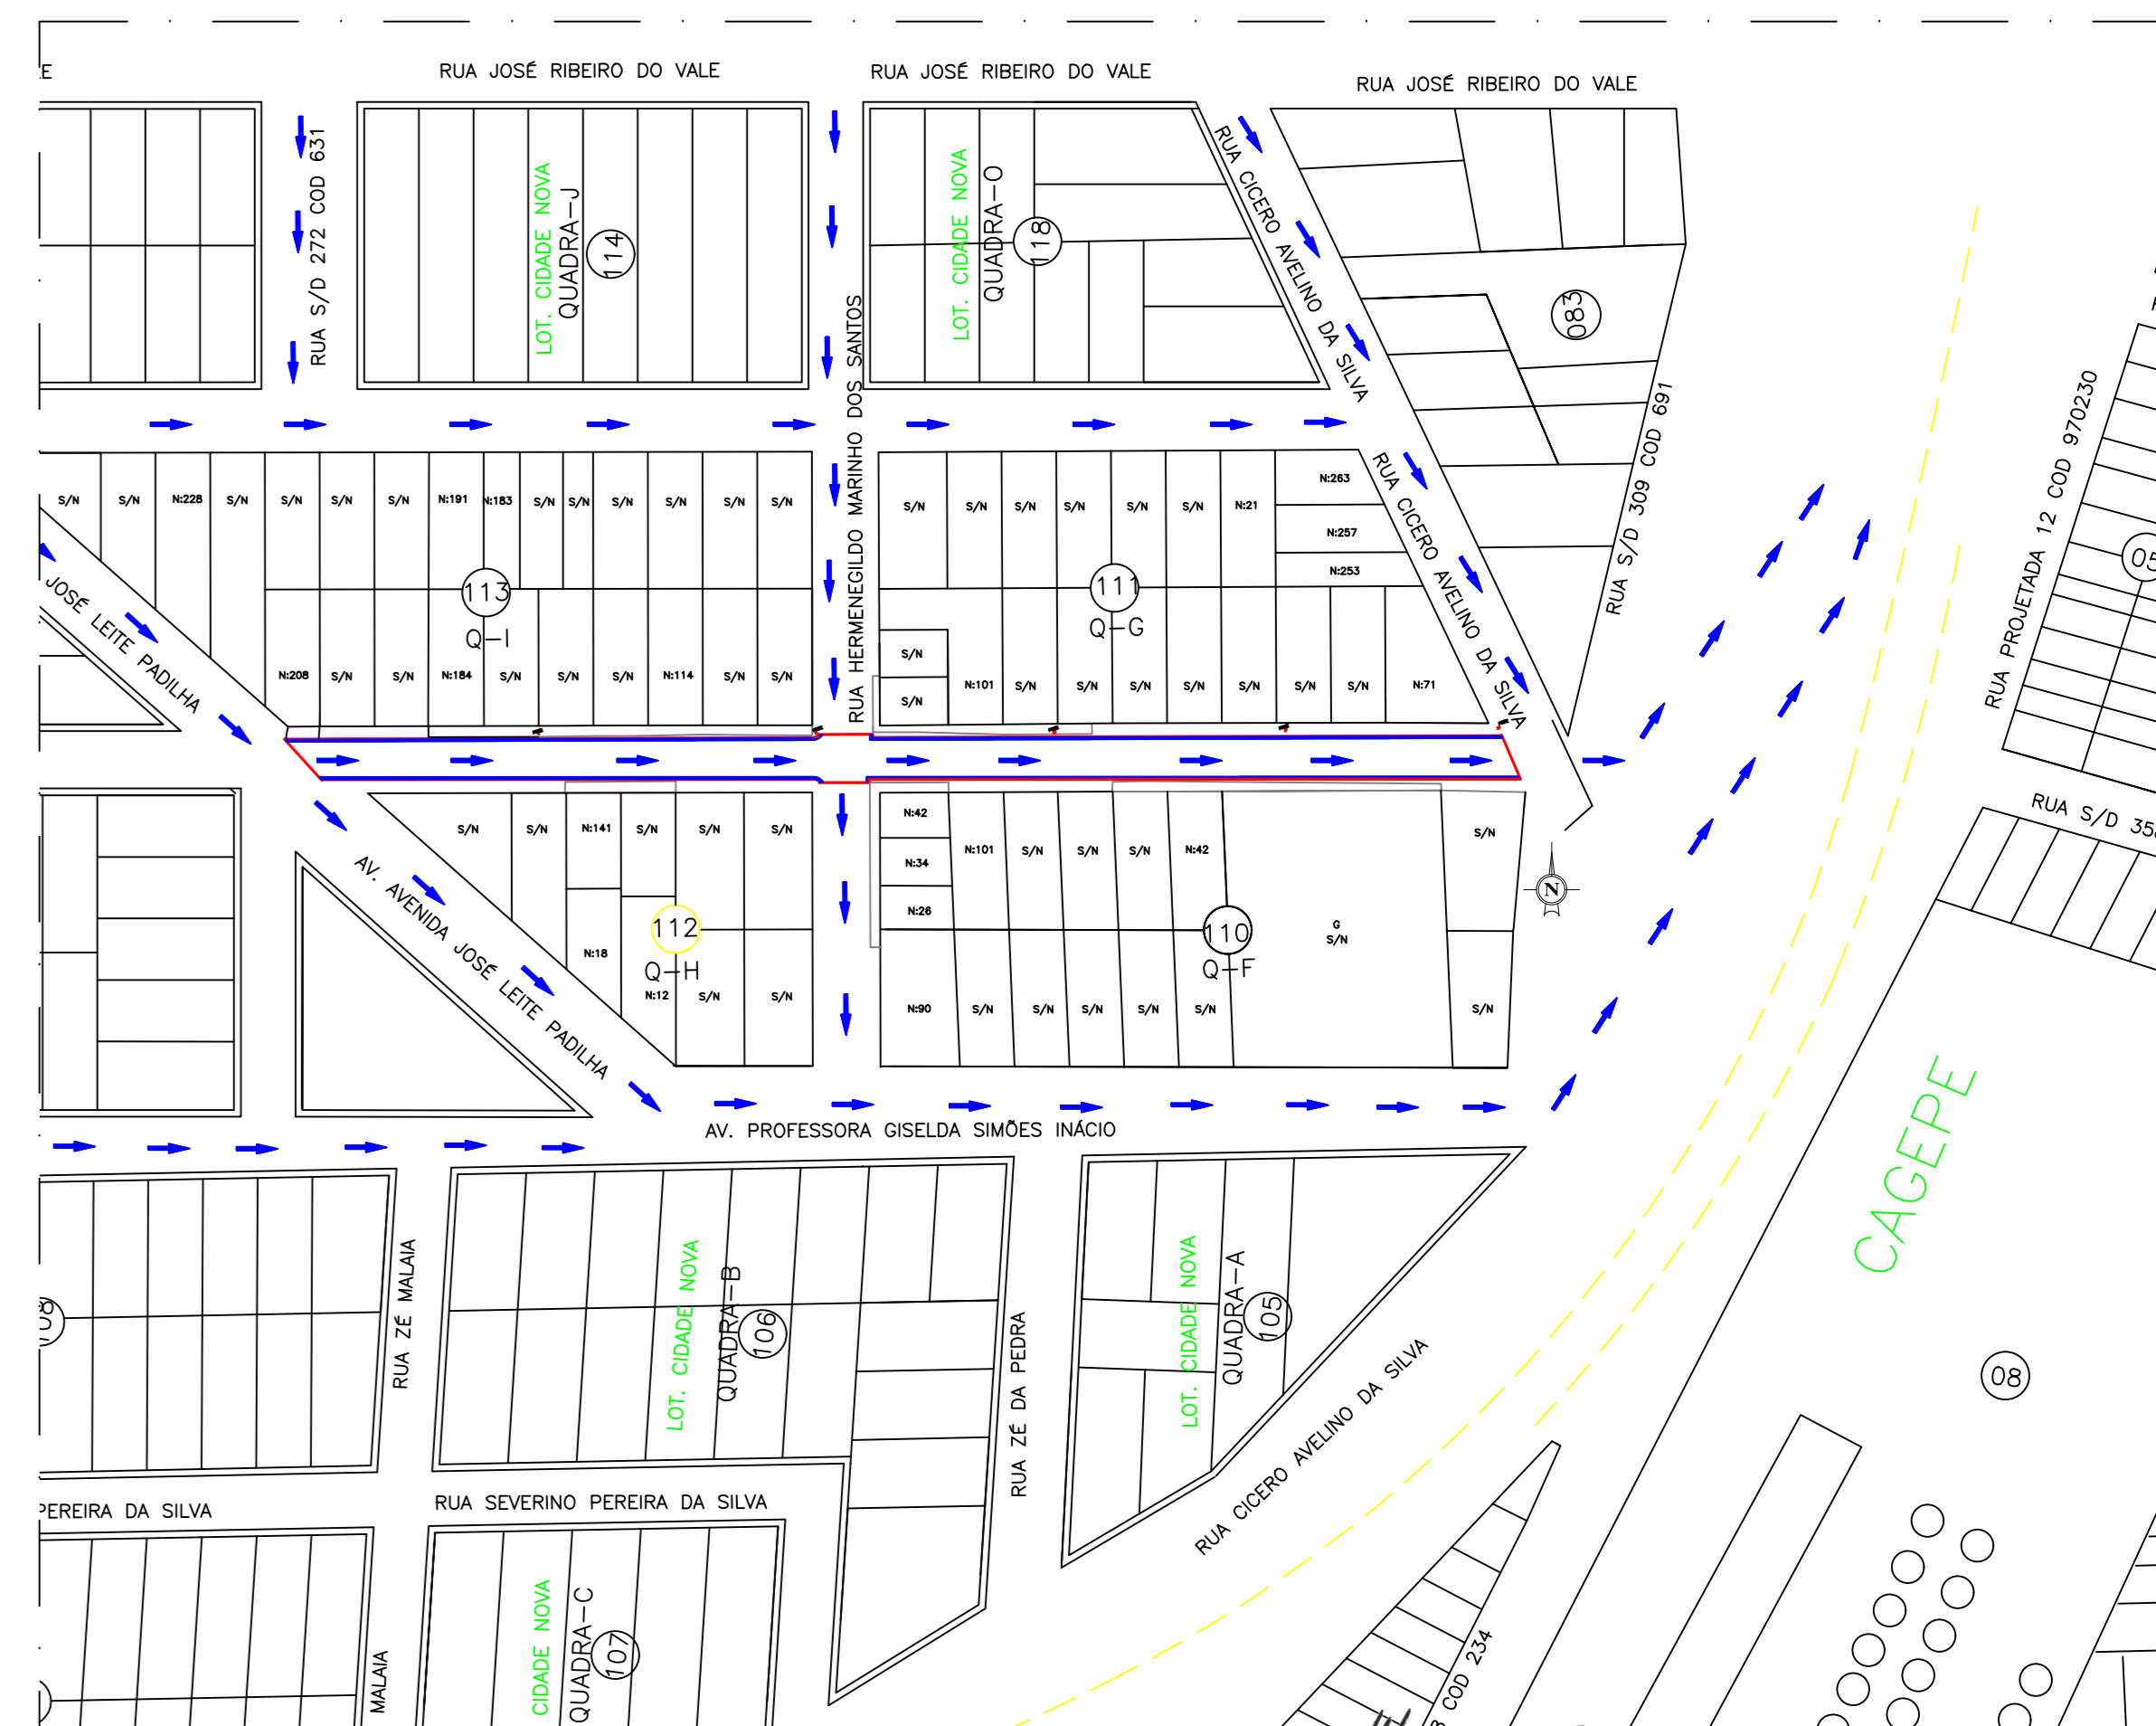 RUA JOSÉ RIBEIRO DO VALE
RUA JOSÉ RIBEIRO DO VALE
RUA JOSÉ RIBEIRO DO VALE
RUA S/D 272 COD 631
LOT. CIDADE NOVA
QUADRA-J
114
LOT. CIDADE NOVA
QUADRA-O
118
RUA CICERO AVELINO DA SILVA
083
RUA S/D 309 COD 691
RUA PROJETADA 12 COD 970230
RUA HERMENEGILDO MARINHO DOS SANTOS
S/N
S/N
N:228
S/N
S/N
S/N
S/N
N:191
N:183
S/N
S/N
S/N
S/N
S/N
S/N
113
Q-I
N:208
S/N
S/N
N:184
S/N
S/N
S/N
N:114
S/N
S/N
S/N
S/N
S/N
S/N
S/N
S/N
N:21
N:263
N:257
N:253
111
Q-G
S/N
S/N
N:101
S/N
S/N
S/N
S/N
S/N
S/N
S/N
N:71
RUA CICERO AVELINO DA SILVA
JOSÉ LEITE PADILHA
AV. AVENIDA JOSÉ LEITE PADILHA
S/N
S/N
N:141
S/N
S/N
S/N
112
Q-H
N:18
N:12
S/N
S/N
N:42
N:34
N:26
N:101
S/N
S/N
S/N
N:42
110
Q-F
G
S/N
S/N
N:90
S/N
S/N
S/N
S/N
S/N
S/N
N
RUA S/D 35
AV. PROFESSORA GISELDA SIMÕES INÁCIO
CAGEPE
108
RUA ZÉ MALAIA
LOT. CIDADE NOVA
QUADRA-B
106
RUA ZÉ DA PEDRA
LOT. CIDADE NOVA
QUADRA-A
105
RUA CICERO AVELINO DA SILVA
08
PEREIRA DA SILVA
RUA SEVERINO PEREIRA DA SILVA
MALAIA
CIDADE NOVA
QUADRA-C
107
COD 234